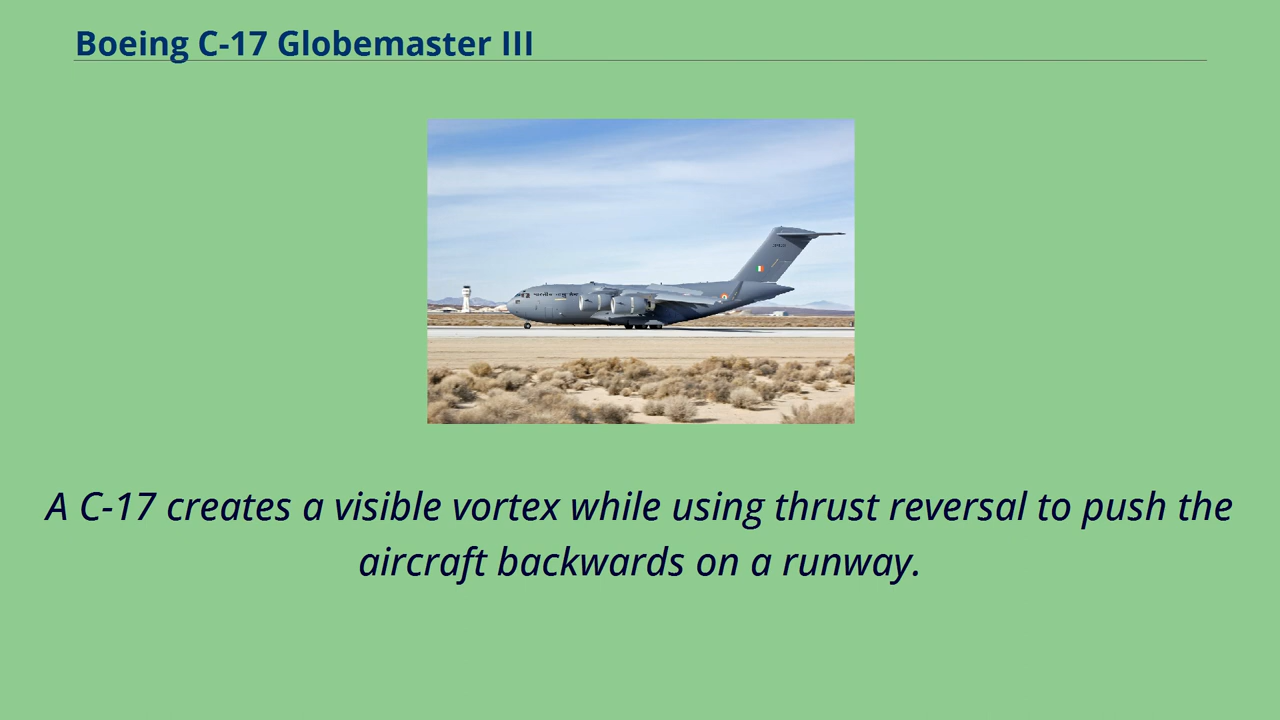 Boeing C-17 Globemaster III
A C-17 creates a visible vortex while using thrust reversal to push the
aircraft backwards on a runway.